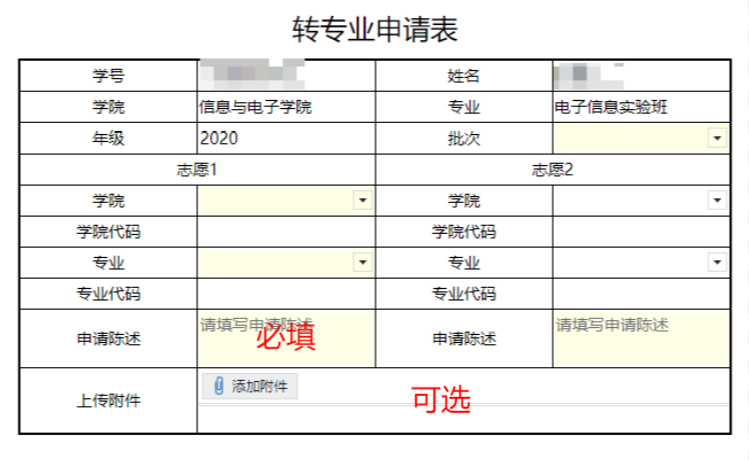 转专业申请表
学号 姓名
学院 信息与电子学院 专业 电子信息实验班
年级 2020 批次
志愿1 志愿2
学院 学院
学院代码 学院代码
专业 专业
专业代码 专业代码
申请陈述 请填写申请陈述 必填 申请陈述 请填写申请陈述
上传附件 添加附件 可选